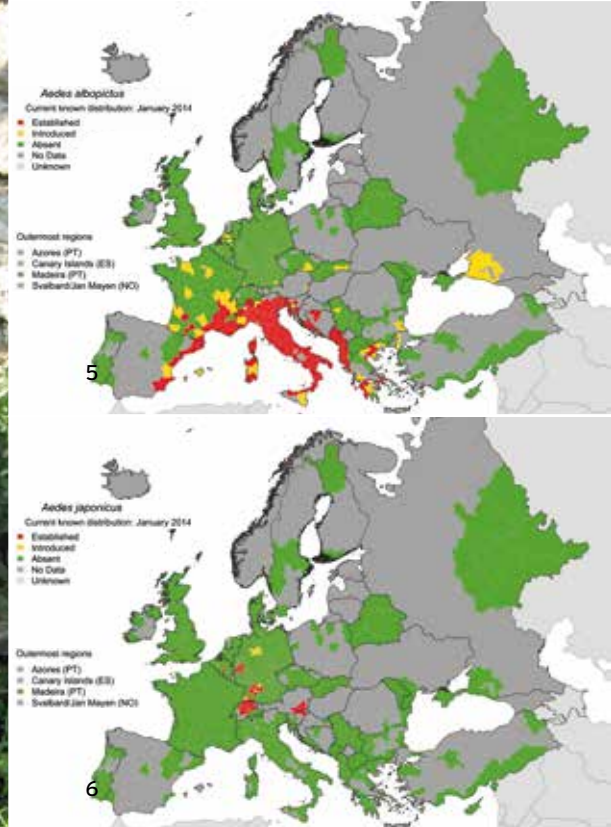 Aedes albopictus
Current known distribution: January 2014
Established
Introduced
Absent
No Data
Unknown
Outermost regions
Azores (PT)
Canary Islands (ES)
Madeira (PT)
Svalbard/Jan Mayen (NO)
5
Aedes japonicus
Current known distribution: January 2014
Established
Introduced
Absent
No Data
Unknown
Outermost regions
Azores (PT)
Canary Islands (ES)
Madeira (PT)
Svalbard/Jan Mayen (NO)
6